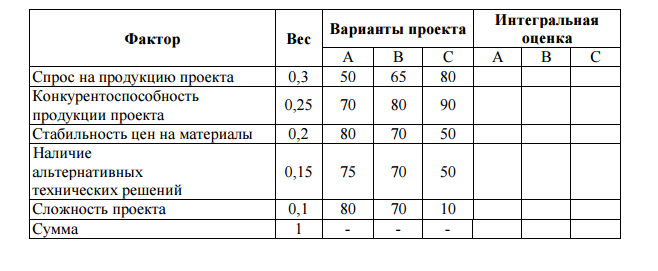 Фактор Вес Варианты проекта Интегральная оценка
А В С А В С
Спрос на продукцию проекта 0,3 50 65 80
Конкурентоспособность
продукции проекта 0,25 70 80 90
Стабильность цен на материалы 0,2 80 70 50
Наличие
альтернативных 0,15 75 70 50
технических решений
Сложность проекта 0,1 80 70 10
Сумма 1 - - -